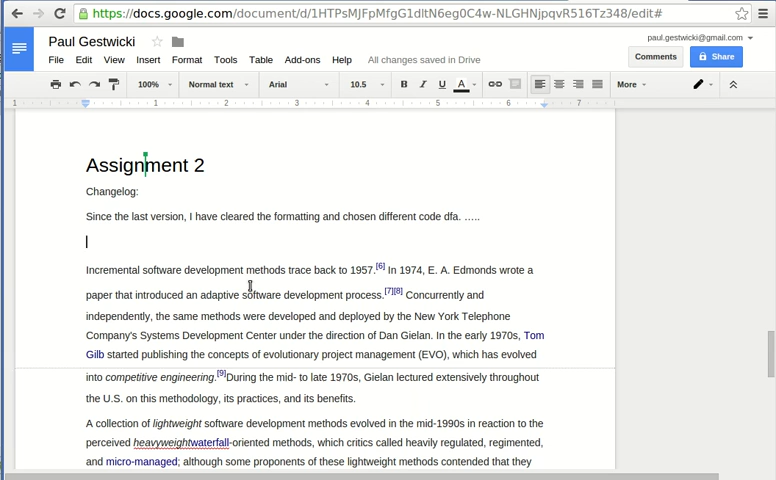 https://docs.google.com/document/d/1HTPsMJFpMfgG1dltN6eg0C4w-NLGHNjpqvR516Tz348/edit#
Paul Gestwicki
paul.gestwicki@gmail.com
File Edit View Insert Format Tools Table Add-ons Help All changes saved in Drive
Comments Share
100% Normal text Arial 10.5 B I U A More
1 1 2 3 4 5 6 7
Assignment 2
Changelog:
Since the last version, I have cleared the formatting and chosen different code dfa. …..
Incremental software development methods trace back to 1957.[6] In 1974, E. A. Edmonds wrote a
paper that introduced an adaptive software development process.[7][8] Concurrently and
independently, the same methods were developed and deployed by the New York Telephone
Company's Systems Development Center under the direction of Dan Gielan. In the early 1970s, Tom
Gilb started publishing the concepts of evolutionary project management (EVO), which has evolved
into competitive engineering.[9]During the mid- to late 1970s, Gielan lectured extensively throughout
the U.S. on this methodology, its practices, and its benefits.
A collection of lightweight software development methods evolved in the mid-1990s in reaction to the
perceived heavyweightwaterfall-oriented methods, which critics called heavily regulated, regimented,
and micro-managed; although some proponents of these lightweight methods contended that they